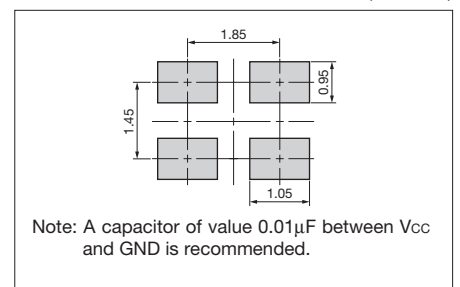 1.85
0.95
1.45
1.05
Note: A capacitor of value 0.01μF between Vcc
and GND is recommended.